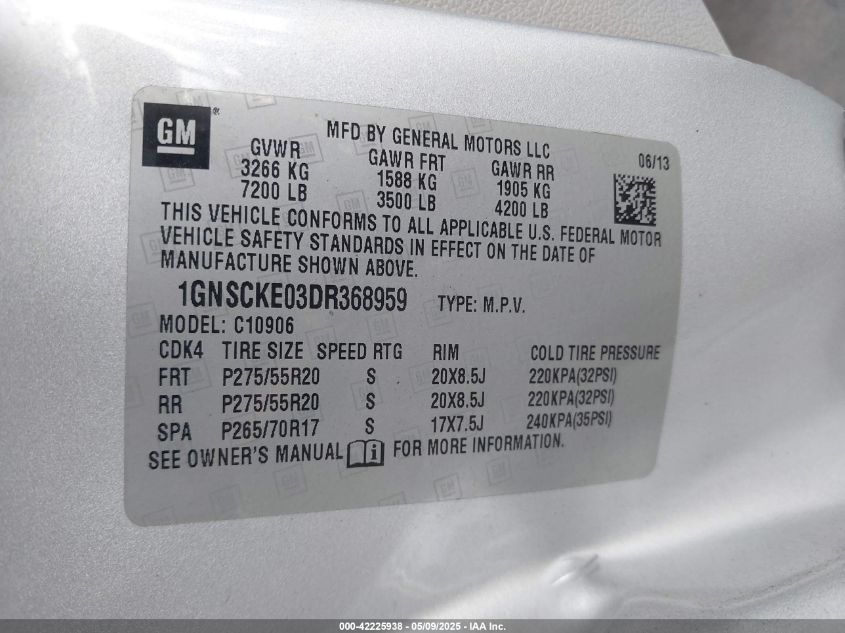 GM®
MFD BY GENERAL MOTORS LLC 06/13
GVWR GAWR FRT GAWR RR
3266 KG 1588 KG 1905 KG
7200 LB 3500 LB 4200 LB
THIS VEHICLE CONFORMS TO ALL APPLICABLE U.S. FEDERAL MOTOR
VEHICLE SAFETY STANDARDS IN EFFECT ON THE DATE OF
MANUFACTURE SHOWN ABOVE.
1GNSCKE03DR368959 TYPE: M.P.V.
MODEL: C10906
CDK4 TIRE SIZE SPEED RTG RIM COLD TIRE PRESSURE
FRT P275/55R20 S 20X8.5J 220KPA(32PSI)
RR P275/55R20 S 20X8.5J 220KPA(32PSI)
SPA P265/70R17 S 17X7.5J 240KPA(35PSI)
SEE OWNER'S MANUAL i FOR MORE INFORMATION.
000-42225938 - 05/09/2025 - IAA Inc.